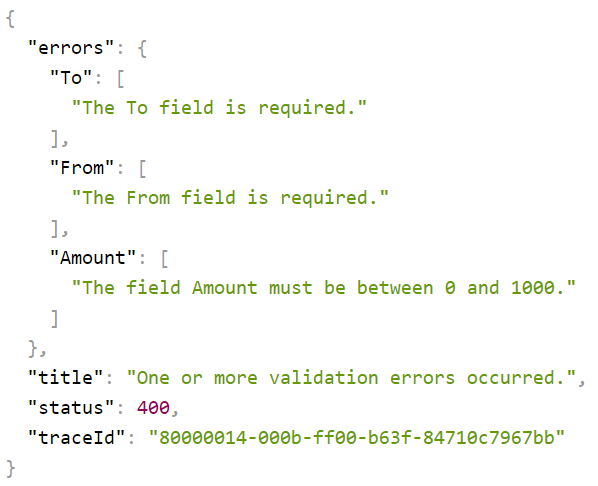 {
  "errors": {
    "To": [
      "The To field is required."
    ],
    "From": [
      "The From field is required."
    ],
    "Amount": [
      "The field Amount must be between 0 and 1000."
    ]
  },
  "title": "One or more validation errors occurred.",
  "status": 400,
  "traceId": "80000014-000b-ff00-b63f-84710c7967bb"
}